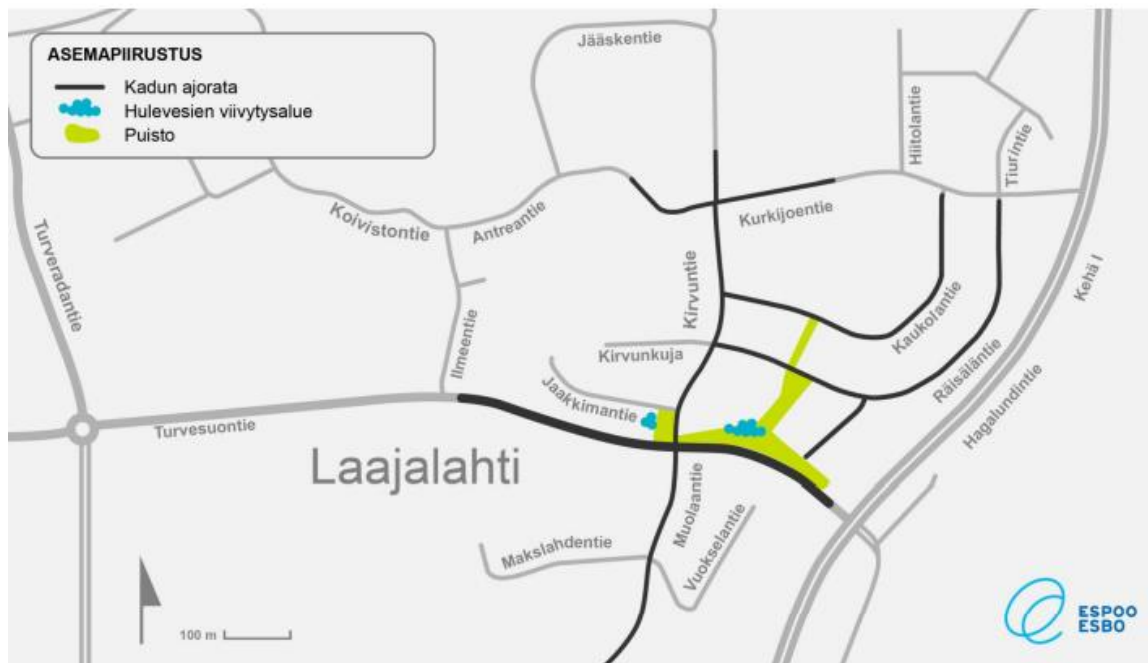 ASEMAPIIRUSTUS
Kadun ajorata
Hulevesien viivytysalue
Puisto
Jääskentie
Hiitolantie
Tiurintie
Koivistontie
Antreantie
Kurkijoentie
Turveradantie
Kirvuntie
Kehä I
Ilmeentie
Kirvunkuja
Kaukolantie
Jaakkimantie
Räisäläntie
Hagalundintie
Turvesuontie
Laajalahti
Muolaantie
Makslahdentie
Vuokselantie
100 m
ESPOO
ESBO